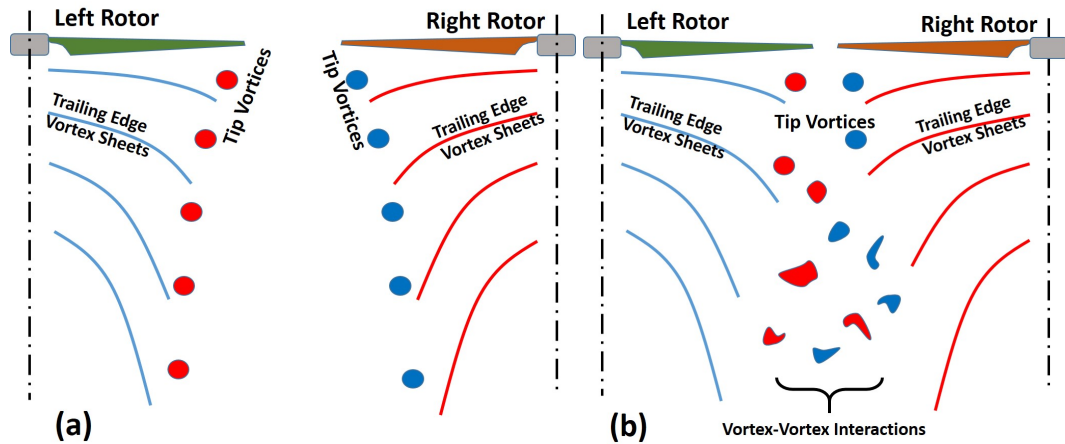 Left Rotor
Right Rotor
Tip Vortices
Tip Vortices
Trailing Edge
Vortex Sheets
Trailing Edge
Vortex Sheets
(a)
Left Rotor
Right Rotor
Tip Vortices
Trailing Edge
Vortex Sheets
Trailing Edge
Vortex Sheets
(b)
Vortex-Vortex Interactions